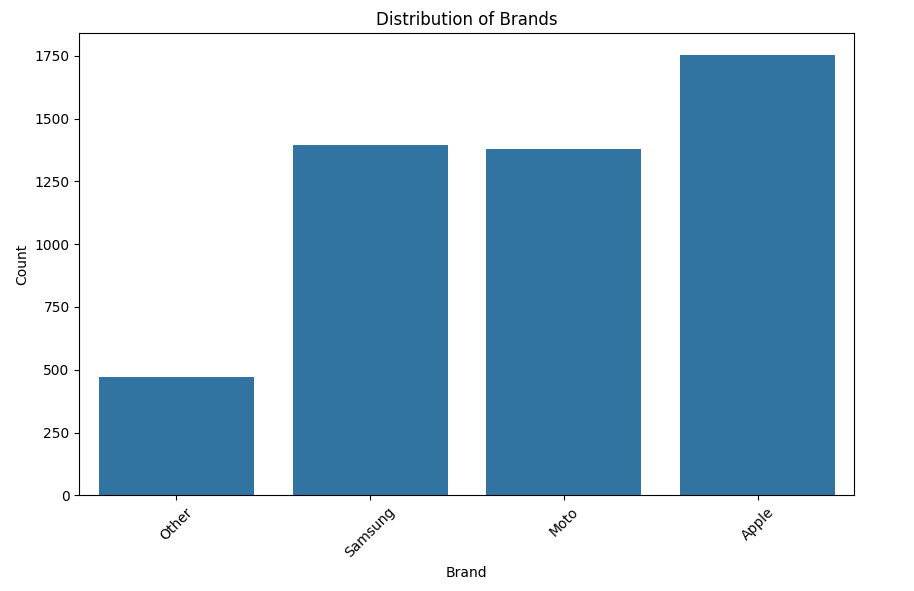 Distribution of Brands
1750
1500
1250
1000
750
500
250
0
Count
Other
Samsung
Moto
Apple
Brand